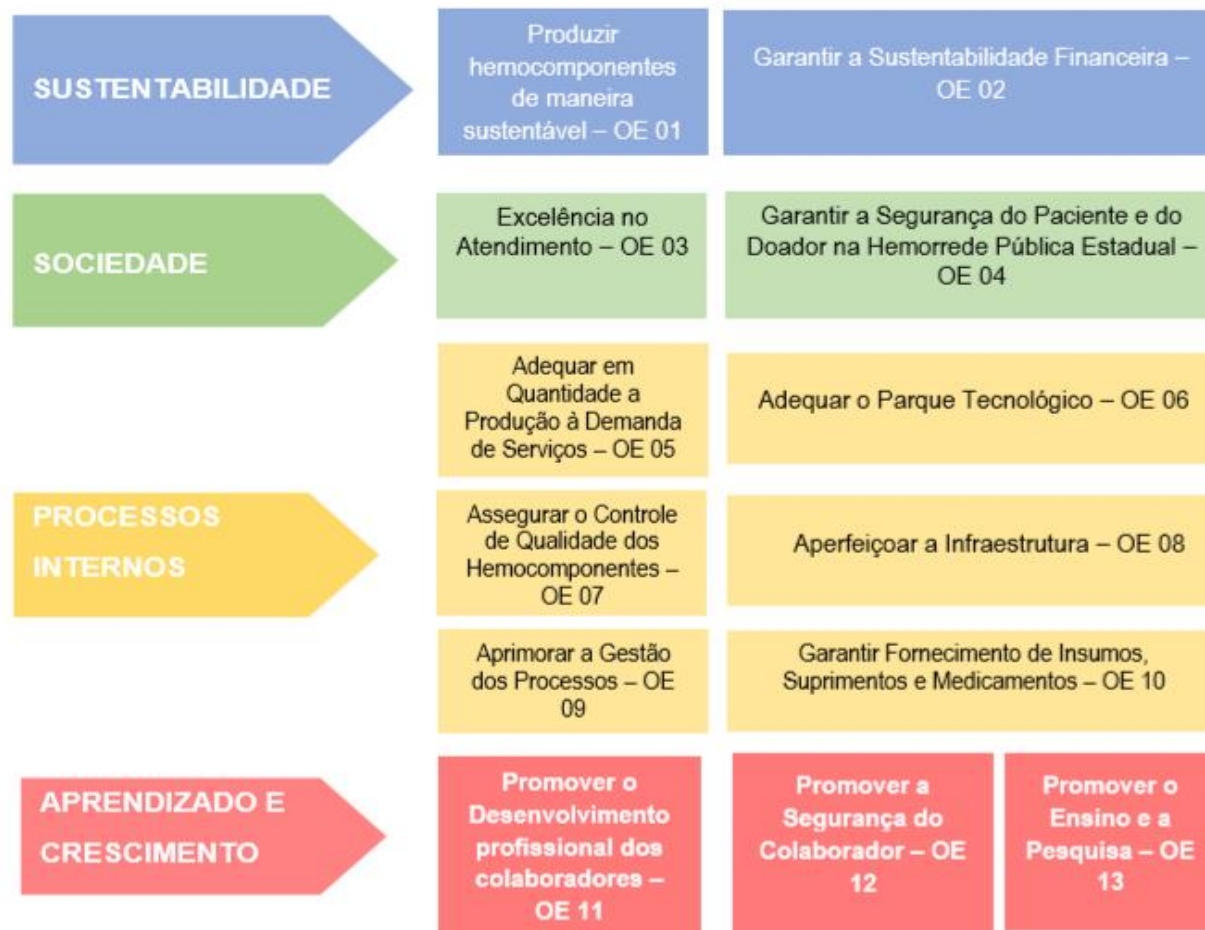 SUSTENTABILIDADE
Produzir
hemocomponentes
de maneira
sustentável – OE 01
Garantir a Sustentabilidade Financeira –
OE 02
SOCIEDADE
Excelência no
Atendimento – OE 03
Garantir a Segurança do Paciente e do
Doador na Hemorrede Pública Estadual –
OE 04
Adequar em
Quantidade a
Produção à Demanda
de Serviços – OE 05
Adequar o Parque Tecnológico – OE 06
PROCESSOS
INTERNOS
Assegurar o Controle
de Qualidade dos
Hemocomponentes –
OE 07
Aperfeiçoar a Infraestrutura – OE 08
Aprimorar a Gestão
dos Processos – OE
09
Garantir Fornecimento de Insumos,
Suprimentos e Medicamentos – OE 10
APRENDIZADO E
CRESCIMENTO
Promover o
Desenvolvimento
profissional dos
colaboradores –
OE 11
Promover a
Segurança do
Colaborador – OE
12
Promover o
Ensino e a
Pesquisa – OE
13